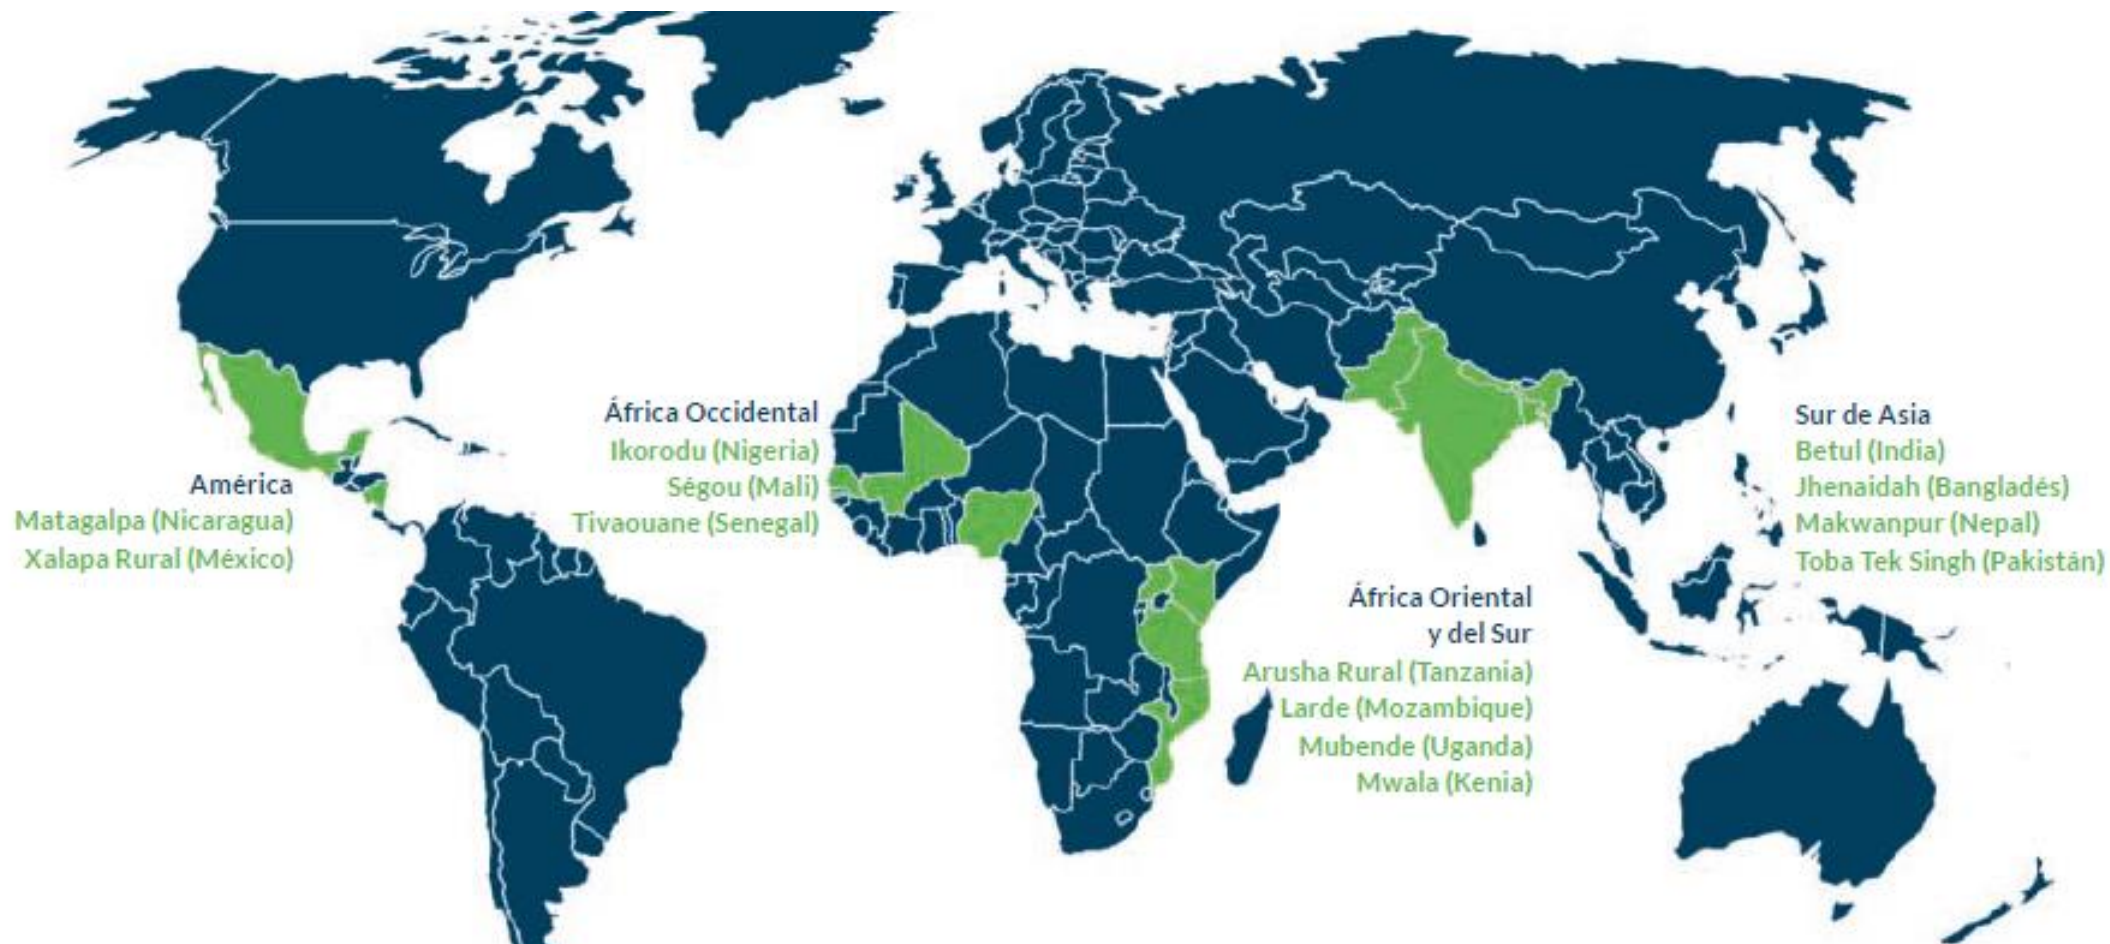 América
Matagalpa (Nicaragua)
Xalapa Rural (México)
África Occidental
Ikorodu (Nigeria)
Ségou (Mali)
Tivaouane (Senegal)
África Oriental
y del Sur
Arusha Rural (Tanzania)
Larde (Mozambique)
Mubende (Uganda)
Mwala (Kenia)
Sur de Asia
Betul (India)
Jhenaidah (Bangladés)
Makwanpur (Nepal)
Toba Tek Singh (Pakistán)